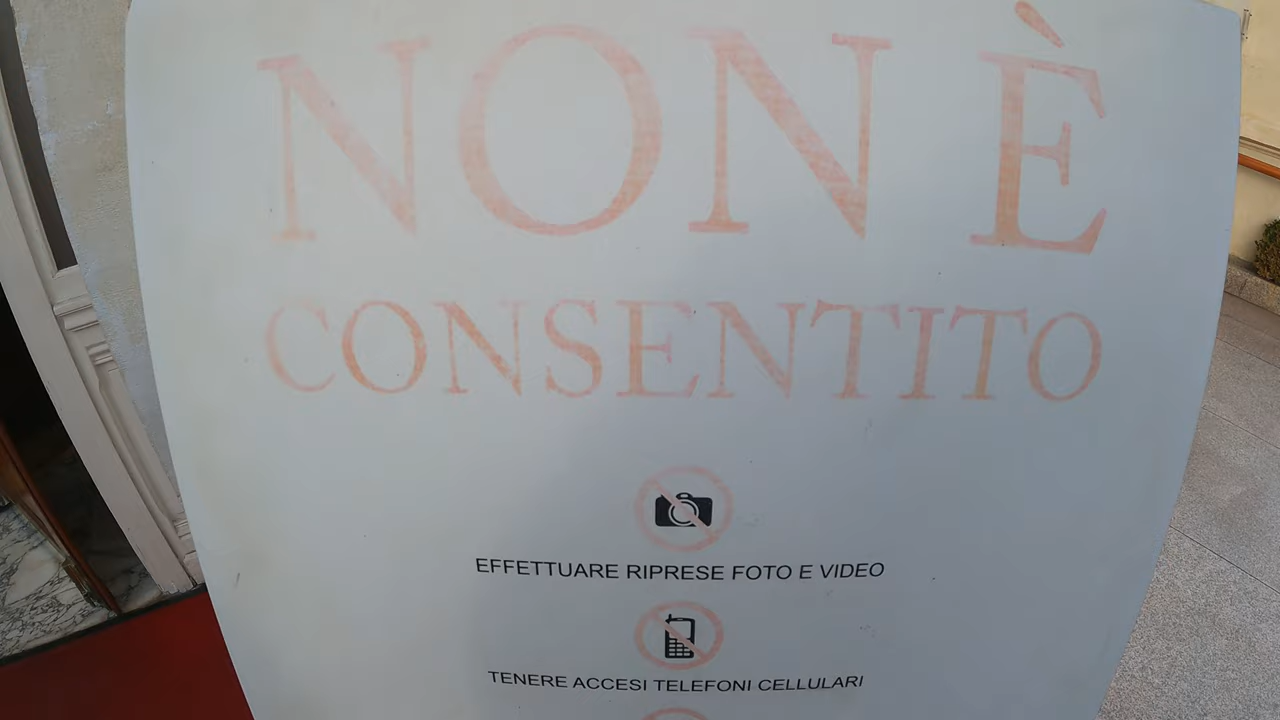 NON È
CONSENTITO
EFFETTUARE RIPRESE FOTO E VIDEO
TENERE ACCESI TELEFONI CELLULARI